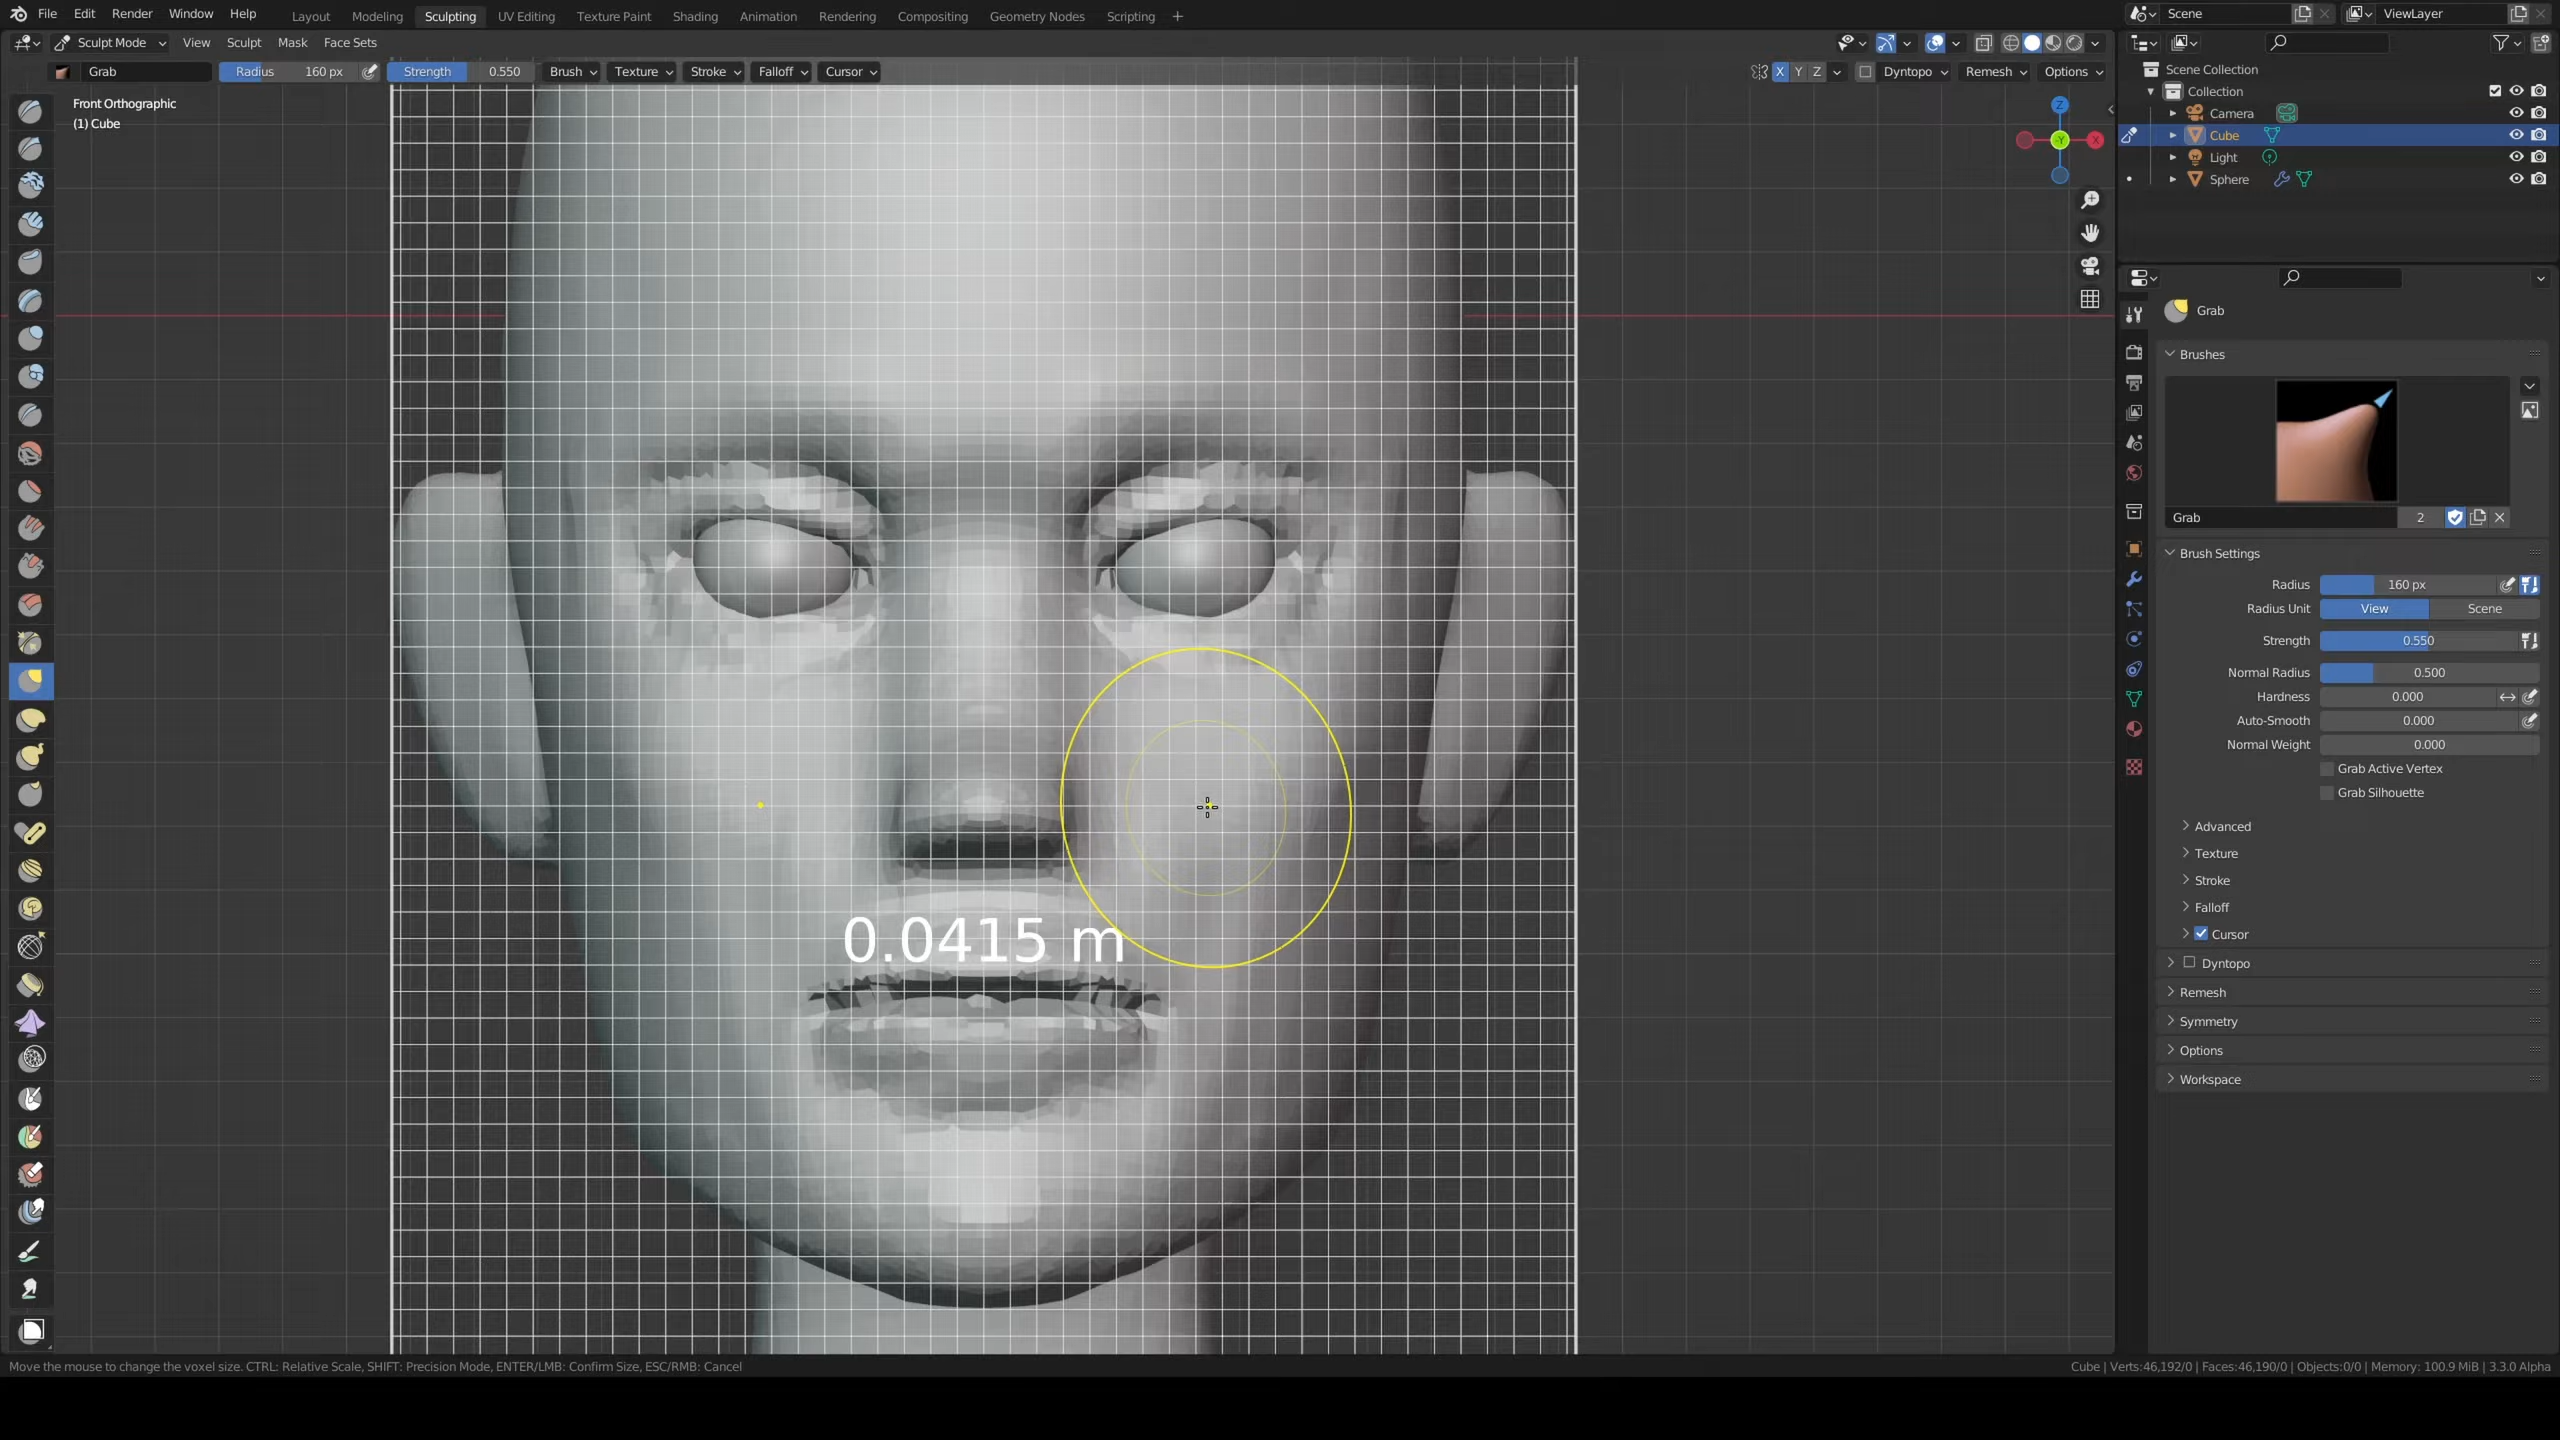 File Edit Render Window Help Layout Modeling Sculpting UV Editing Texture Paint Shading Animation Rendering Compositing Geometry Nodes Scripting +
Scene ViewLayer
Sculpt Mode View Sculpt Mask Face Sets
Grab Radius 160 px Strength 0.550 Brush Texture Stroke Falloff Cursor X Y Z Dyntopo Remesh Options
Front Orthographic
(1) Cube
Z
Y X
0.0415 m
Scene Collection
Collection
Camera
Cube
Light
Sphere
Grab
Brushes
Grab 2
Brush Settings
Radius 160 px
Radius Unit View Scene
Strength 0.550
Normal Radius 0.500
Hardness 0.000
Auto-Smooth 0.000
Normal Weight 0.000
Grab Active Vertex
Grab Silhouette
Advanced
Texture
Stroke
Falloff
Cursor
Dyntopo
Remesh
Symmetry
Options
Workspace
Move the mouse to change the voxel size. CTRL: Relative Scale, SHIFT: Precision Mode, ENTER/LMB: Confirm Size, ESC/RMB: Cancel
Cube | Verts:46,192/0 | Faces:46,190/0 | Objects:0/0 | Memory: 100.9 MiB | 3.3.0 Alpha